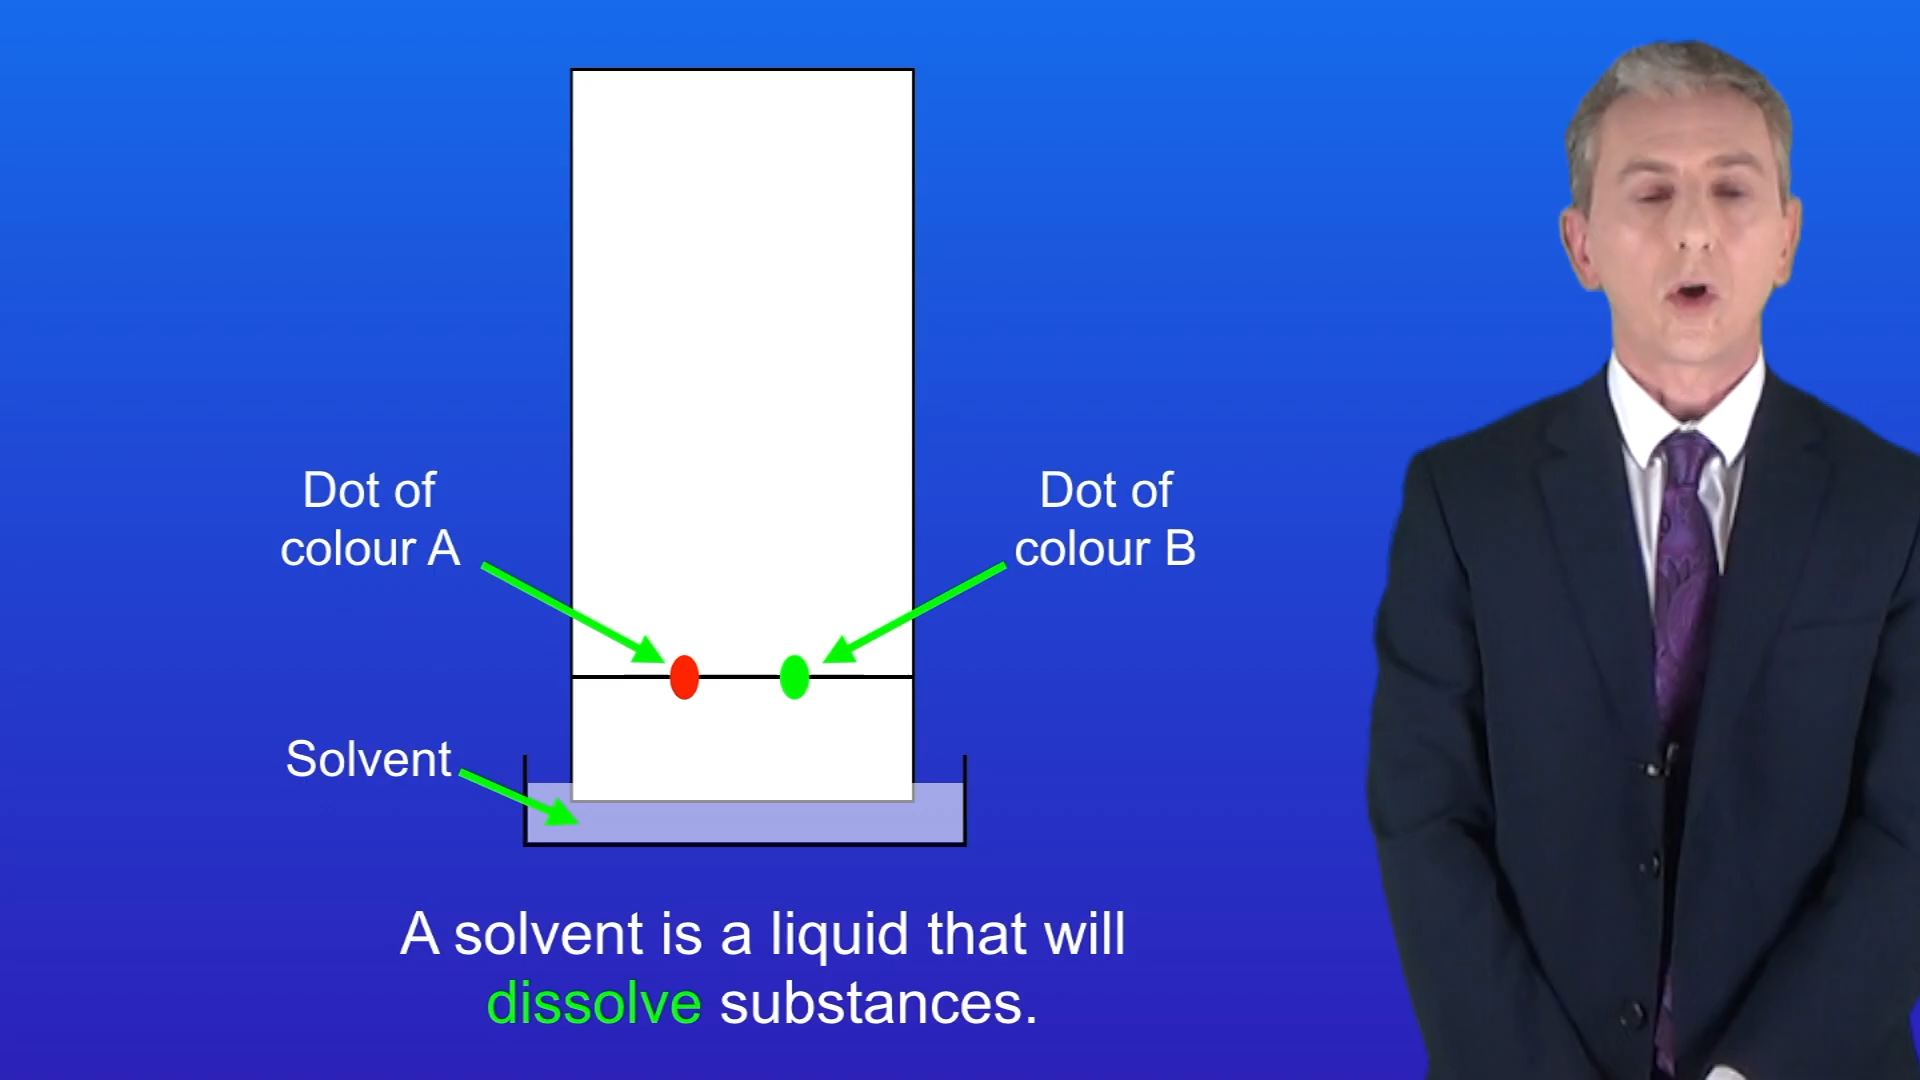 Dot of
colour A
Dot of
colour B
Solvent
A solvent is a liquid that will
dissolve substances.